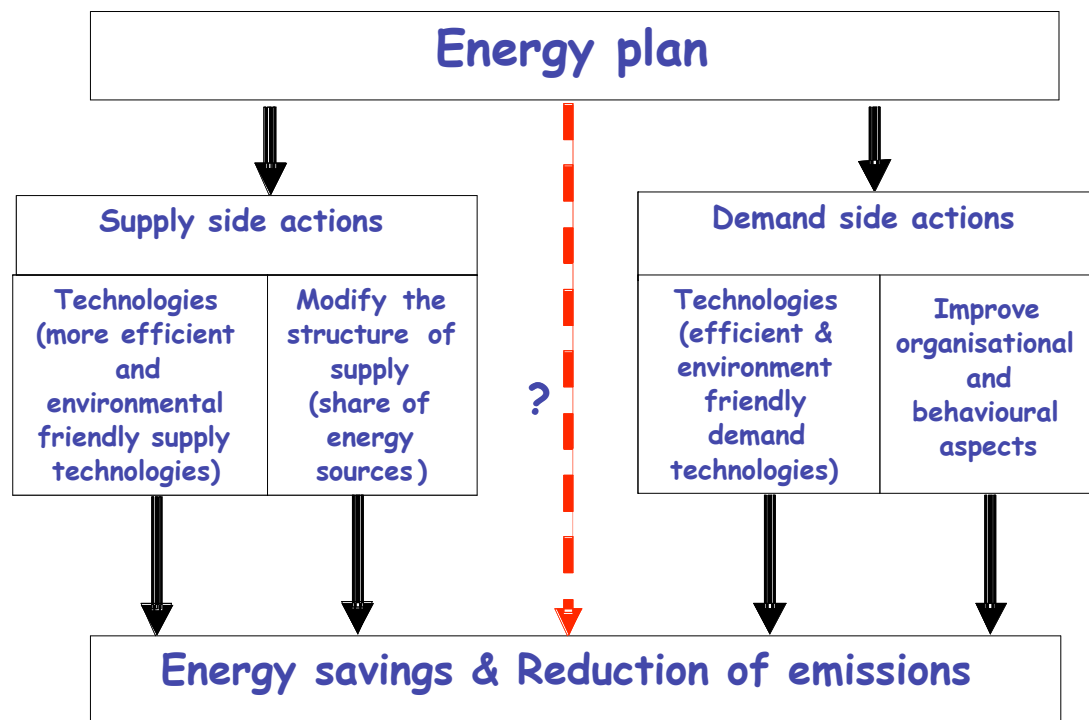 Energy plan
Supply side actions
Technologies
(more efficient
and
environmental
friendly supply
technologies)
Modify the
structure of
supply
(share of
energy
sources)
?
Demand side actions
Technologies
(efficient &
environment
friendly
demand
technologies)
Improve
organisational
and
behavioural
aspects
Energy savings & Reduction of emissions